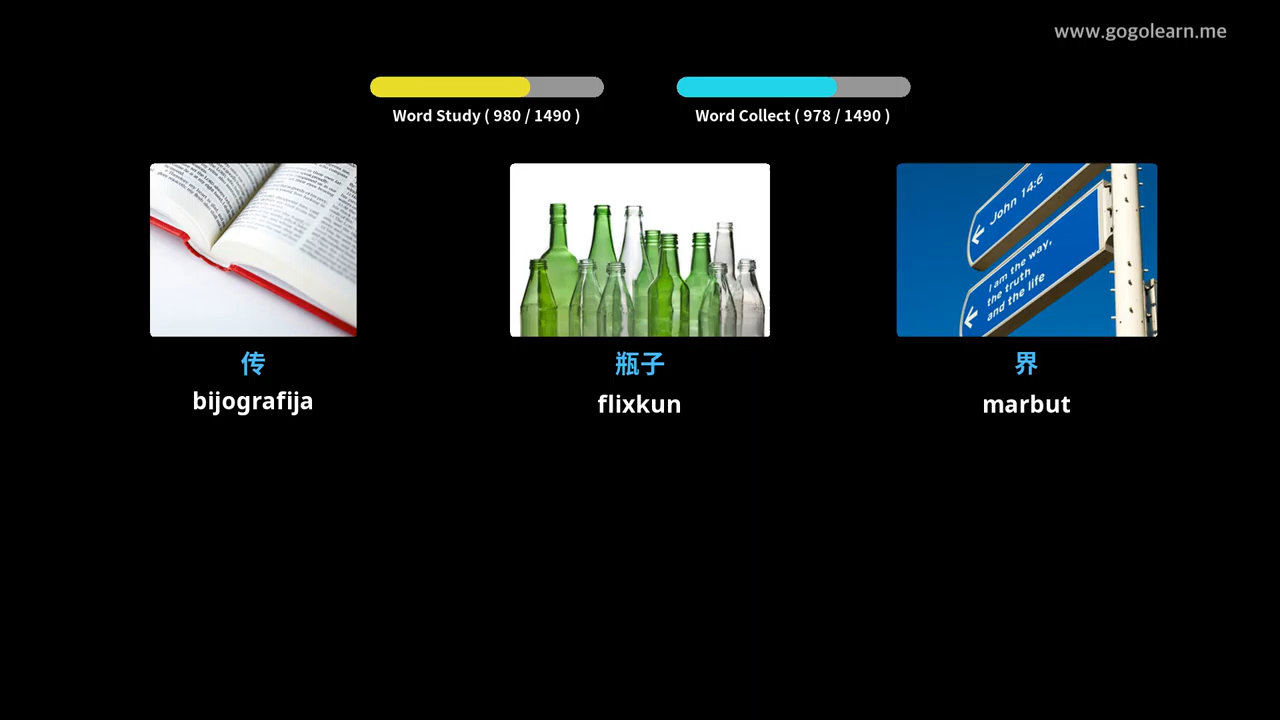 www.gogolearn.me
Word Study ( 980 / 1490 )
Word Collect ( 978 / 1490 )
John 14:6
I am the way,
the truth
and the life
传
瓶子
界
bijografija
flixkun
marbut